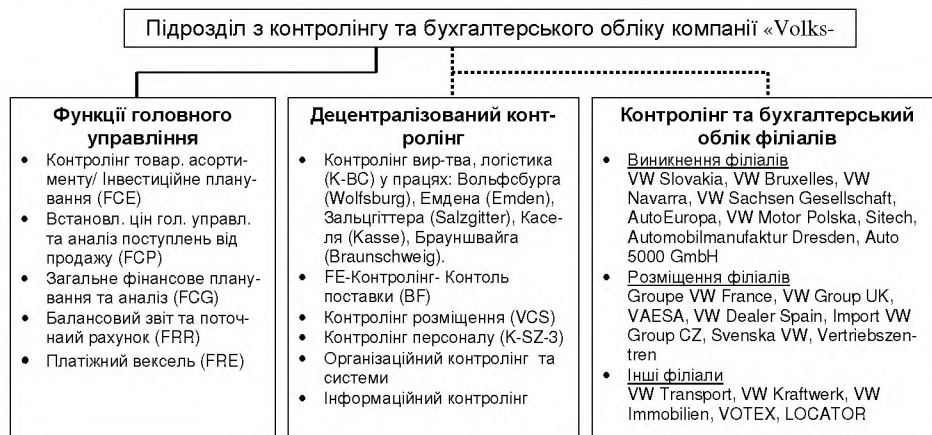 Підрозділ з контролінгу та бухгалтерського обліку компанії «Volks-
Функції головного
управління
• Контролінг товар. асорти-
менту/ Інвестиційне плану-
вання (FCE)
• Встановл. цін гол. управл.
та аналіз поступлень від
продажу (FCP)
• Загальне фінансове плану-
вання та аналіз (FCG)
• Балансовий звіт та поточ-
наий рахунок (FRR)
• Платіжний вексель (FRE)
Децентралізований конт-
ролінг
• Контролінг вир-тва, логістика
(K-BC) у працях: Вольфсбурга
(Wolfsburg), Емдена (Emden),
Зальцгіттера (Salzgitter), Касе-
ля (Kasse), Брауншвайга
(Braunschweig).
• FE-Контролінг- Контоль
поставки (BF)
• Контролінг розміщення (VCS)
• Контролінг персоналу (K-SZ-3)
• Організаційний контролінг та
системи
• Інформаційний контролінг
Контролінг та бухгалтерський
облік філіалів
• Виникнення філіалів
VW Slovakia, VW Bruxelles, VW
Navarra, VW Sachsen Gesellschaft,
AutoEuropa, VW Motor Polska, Sitech,
Automobilmanufaktur Dresden, Auto
5000 GmbH
• Розміщення філіалів
Groupe VW France, VW Group UK,
VAESA, VW Dealer Spain, Import VW
Group CZ, Svenska VW, Vertriebszen-
tren
• Інші філиали
VW Transport, VW Kraftwerk, VW
Immobilien, VOTEX, LOCATOR